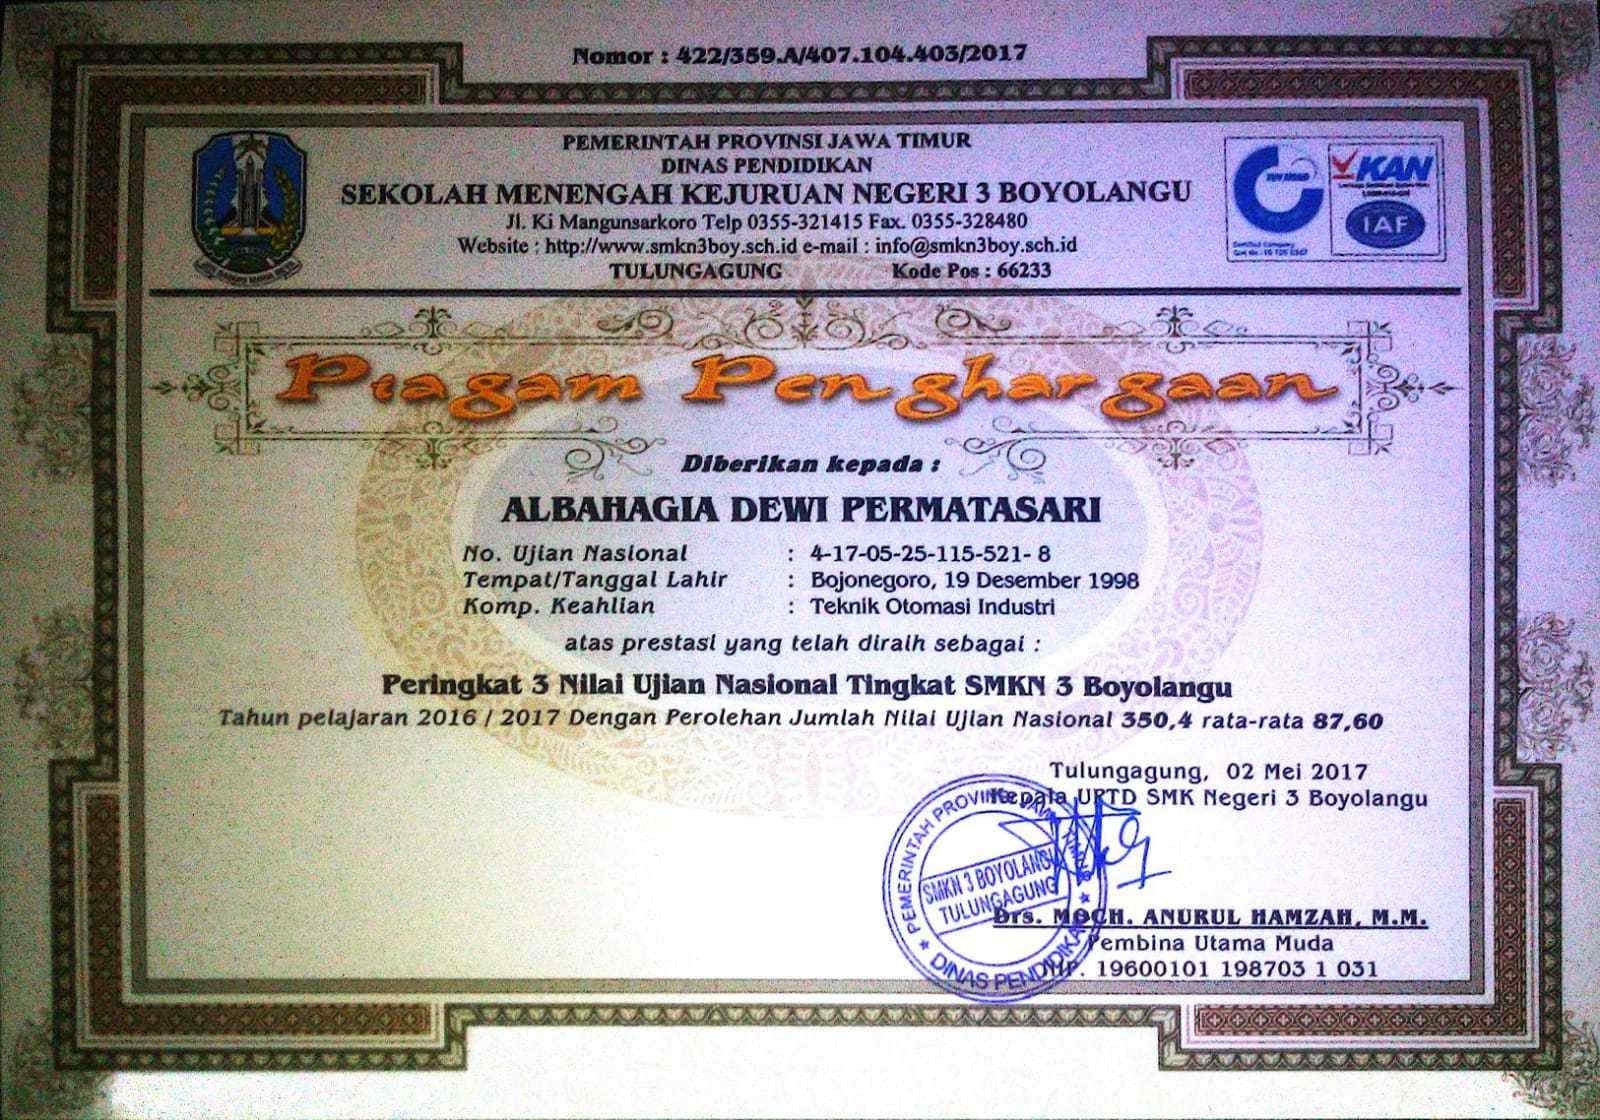 Nomor : 422/359.A/407.104.403/2017
PEMERINTAH PROVINSI JAWA TIMUR
DINAS PENDIDIKAN
SEKOLAH MENENGAH KEJURUAN NEGERI 3 BOYOLANGU
Jl. Ki Mangunsarkoro Telp 0355-321415 Fax. 0355-328480
Website : http://www.smkn3boy.sch.id e-mail : info@smkn3boy.sch.id
TULUNGAGUNG Kode Pos : 66233
KAN
IAF
Certified Company
Piagam Penghargaan
Diberikan kepada :
ALBAHAGIA DEWI PERMATASARI
No. Ujian Nasional : 4-17-05-25-115-521- 8
Tempat/Tanggal Lahir : Bojonegoro, 19 Desember 1998
Komp. Keahlian : Teknik Otomasi Industri
atas prestasi yang telah diraih sebagai :
Peringkat 3 Nilai Ujian Nasional Tingkat SMKN 3 Boyolangu
Tahun pelajaran 2016 / 2017 Dengan Perolehan Jumlah Nilai Ujian Nasional 350,4 rata-rata 87,60
Tulungagung, 02 Mei 2017
Kepala UPTD SMK Negeri 3 Boyolangu
PEMERINTAH PROVINSI JAWA TIMUR
SMKN 3 BOYOLANGU
TULUNGAGUNG
DINAS PENDIDIKAN
Drs. MOCH. ANURUL HAMZAH, M.M.
Pembina Utama Muda
NIP. 19600101 198703 1 031